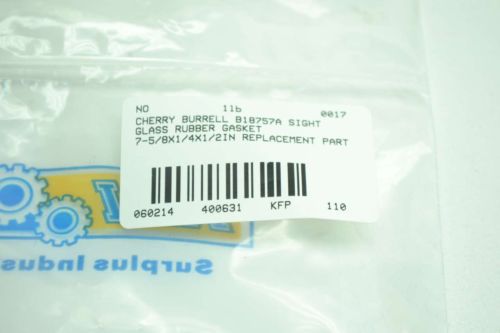 NO 11b 0017
CHERRY BURRELL B18757A SIGHT
GLASS RUBBER GASKET
7-5/8X1/4X1/2IN REPLACEMENT PART
060214 400631 KFP 110
Surplus Indus